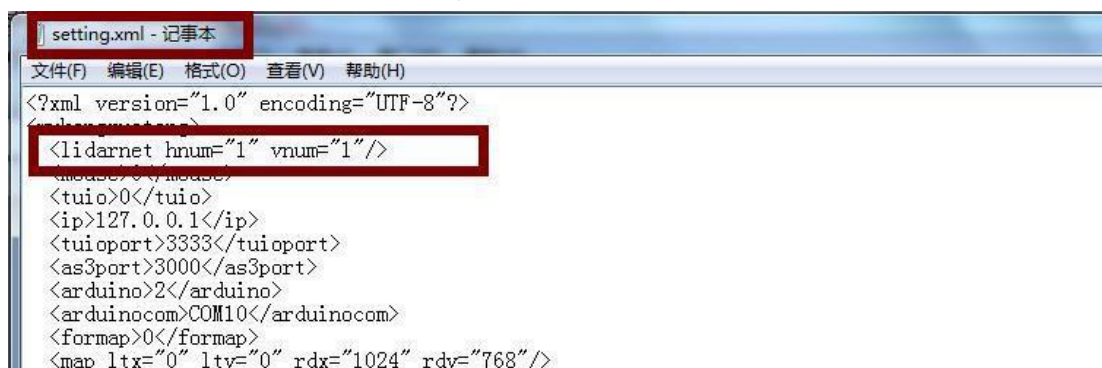 setting.xml - 记事本
文件(F) 编辑(E) 格式(O) 查看(V) 帮助(H)
<?xml version="1.0" encoding="UTF-8"?>
<lidarnet hnum="1" vnum="1"/>
<mouse>0</mouse>
<tuio>0</tuio>
<ip>127.0.0.1</ip>
<tuioport>3333</tuioport>
<as3port>3000</as3port>
<arduino>2</arduino>
<arduinocom>COM10</arduinocom>
<formap>0</formap>
<map ltx="0" lty="0" rdx="1024" rdy="768"/>